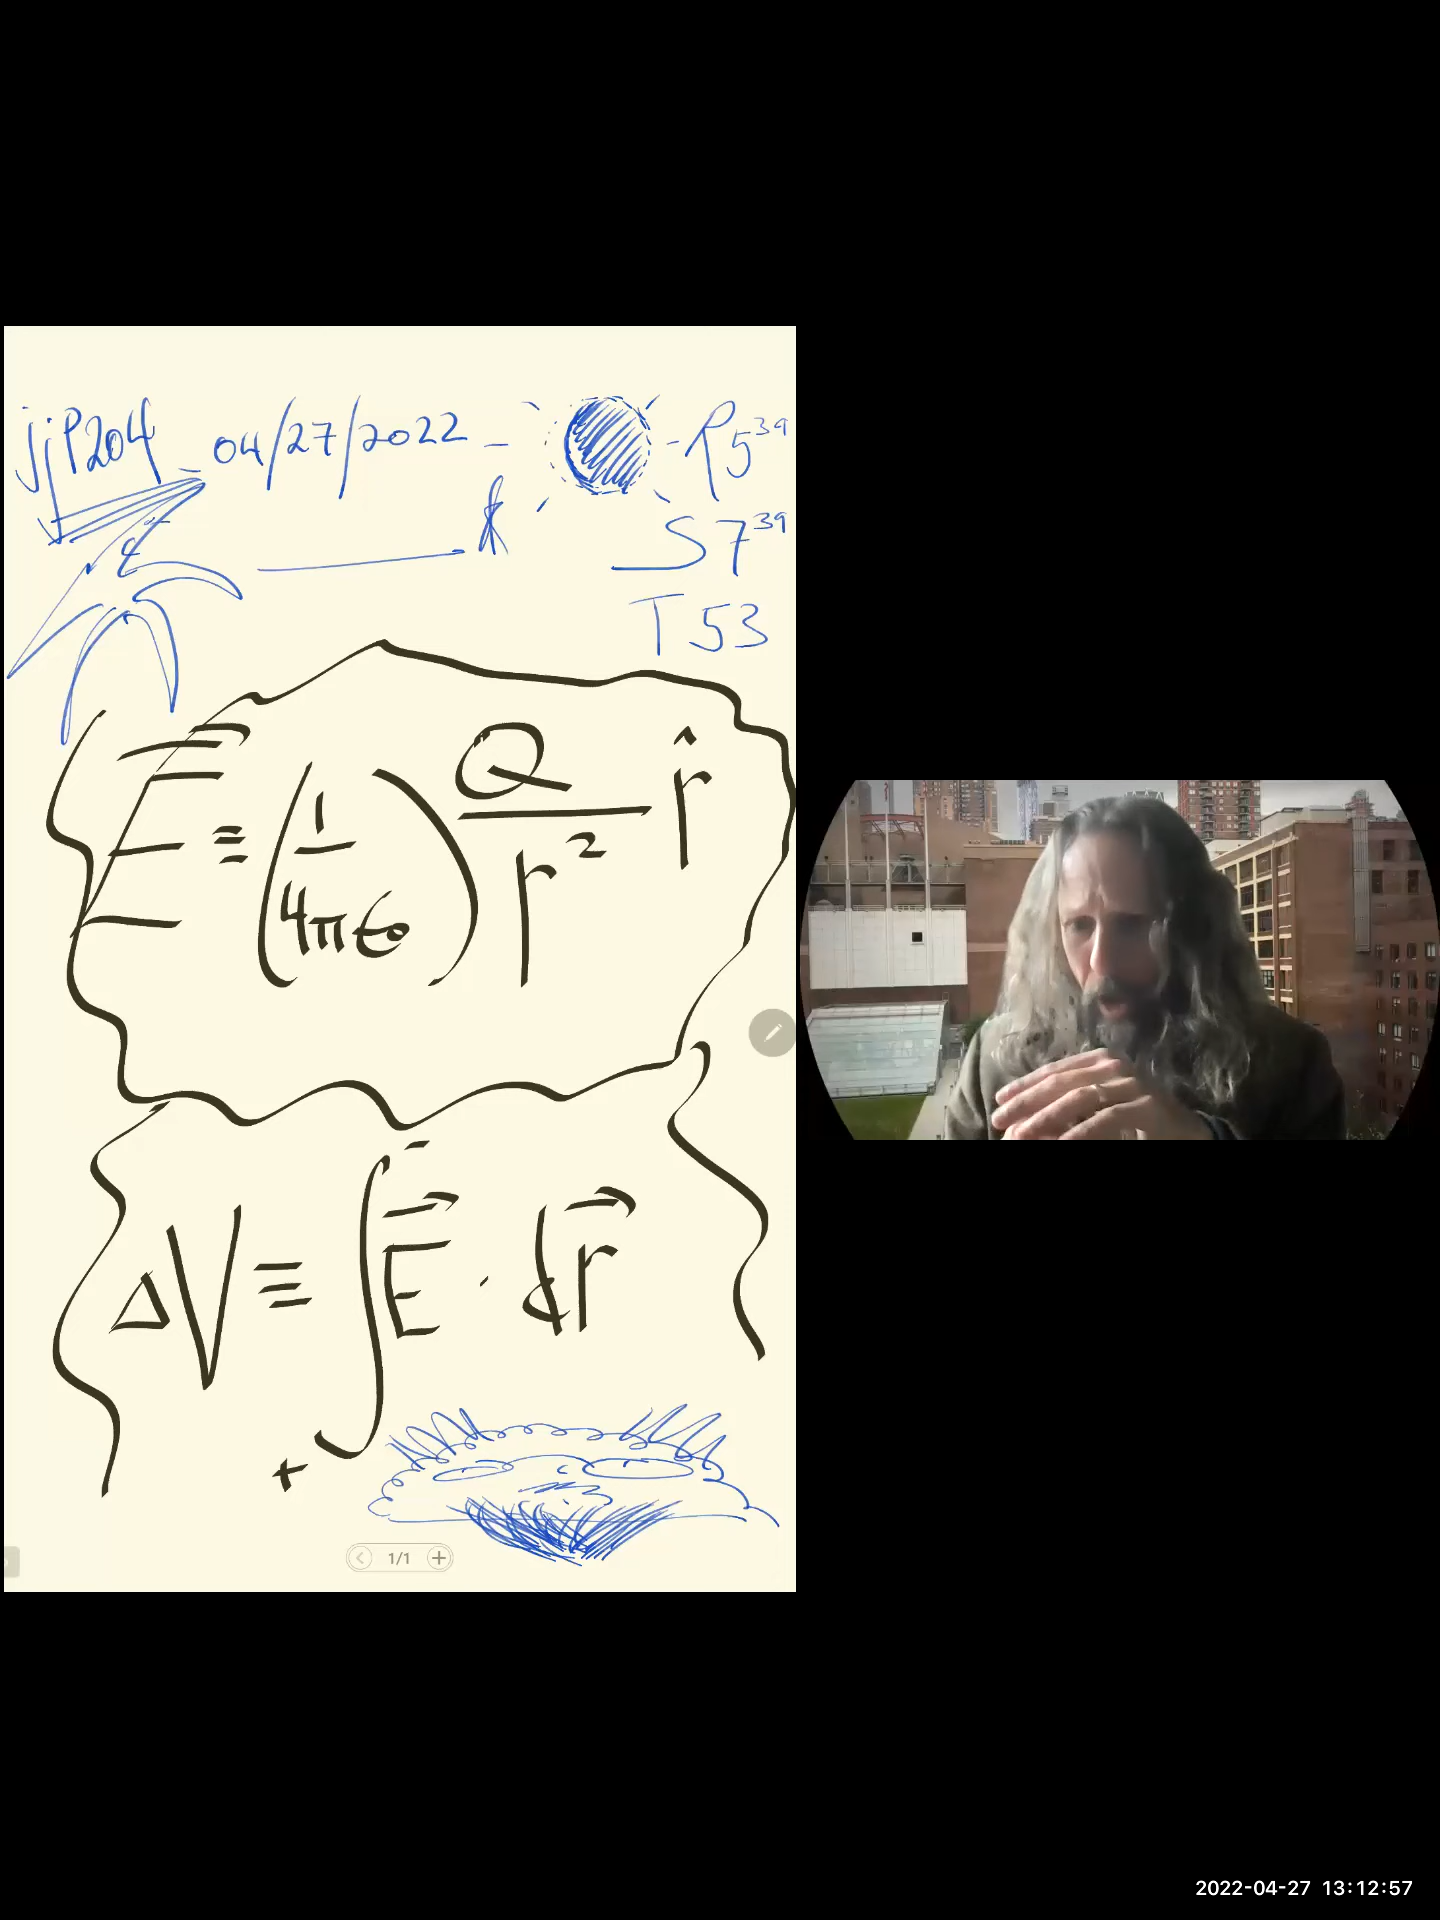 jjP204 - 04/27/2022 - R5³⁹
S7³⁹
T 53
E⃗ = (1/4πε₀) Q/r² r̂
ΔV ≡ ∫₊⁻ E⃗ · dr⃗
1/1
2022-04-27 13:12:57